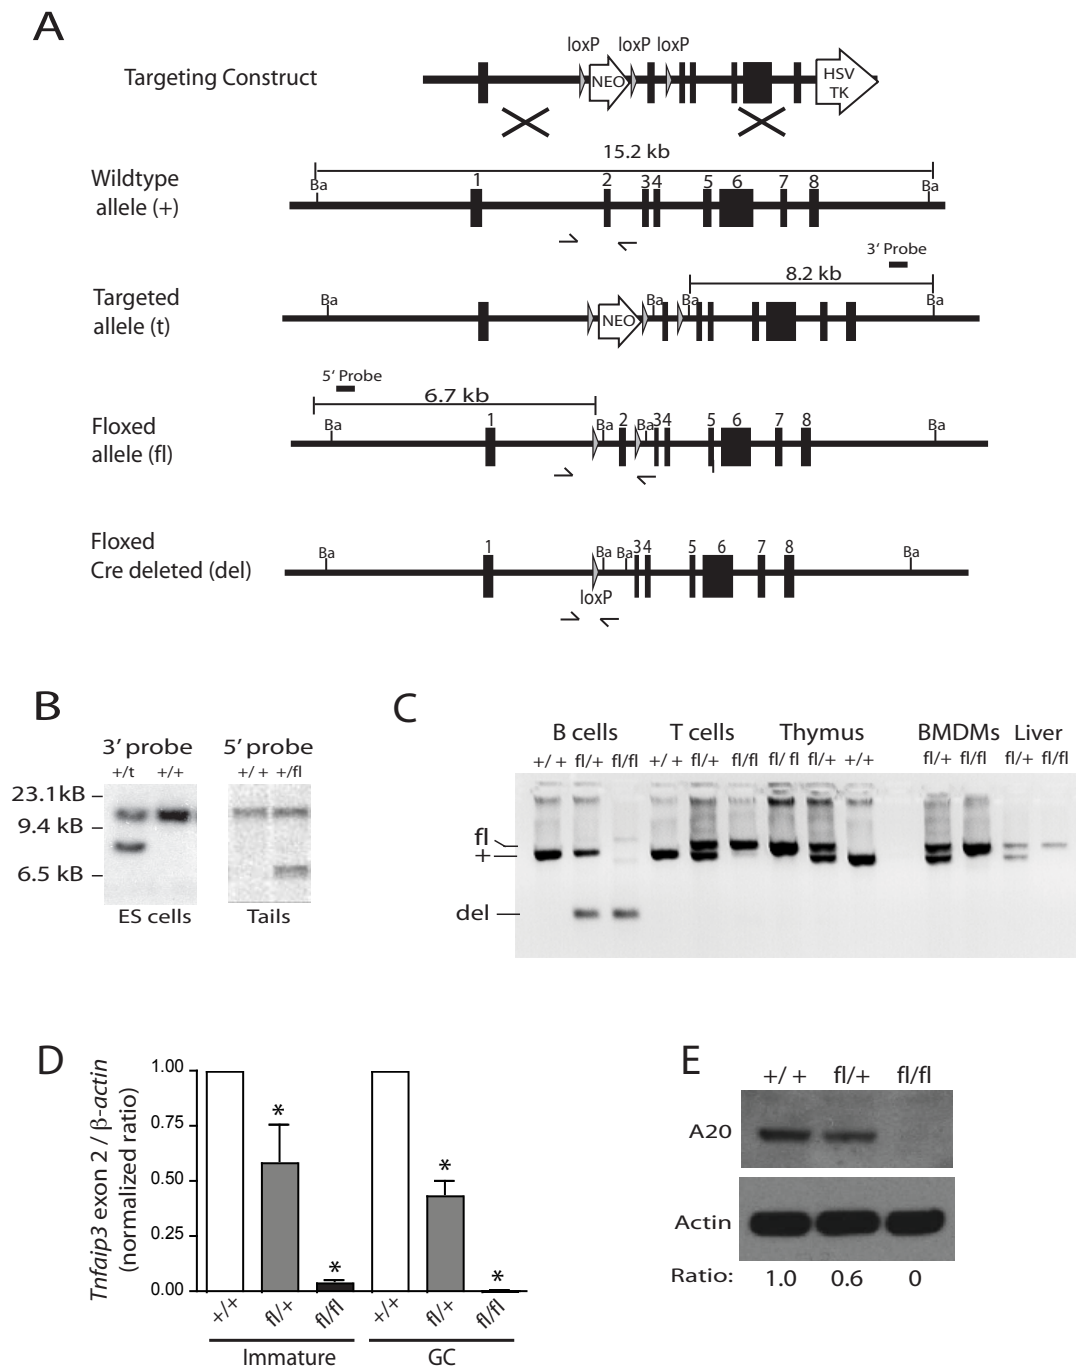 A
loxP loxP loxP
Targeting Construct
NEO
HSV
TK
15.2 kb
Wildtype
allele (+)
Ba 1 2 3 4 5 6 7 8 Ba
3' Probe
8.2 kb
Targeted
allele (t)
Ba NEO Ba Ba Ba
5' Probe
6.7 kb
Floxed
allele (fl)
Ba 1 Ba 2 Ba 3 4 5 6 7 8 Ba
Floxed
Cre deleted (del)
Ba 1 Ba Ba 3 4 5 6 7 8 Ba
loxP
B
3' probe 5' probe
+/t +/+ +/+ +/fl
23.1kB
9.4 kB
6.5 kB
ES cells Tails
C
B cells T cells Thymus BMDMs Liver
+/+ fl/+ fl/fl +/+ fl/+ fl/fl fl/fl fl/+ +/+ fl/+ fl/fl fl/+ fl/fl
fl
+
del
D
Tnfaip3 exon 2 / β-actin
(normalized ratio)
1.00
0.75
0.50
0.25
0.00
* * * *
+/+ fl/+ fl/fl +/+ fl/+ fl/fl
Immature GC
E
+/+ fl/+ fl/fl
A20
Actin
Ratio: 1.0 0.6 0